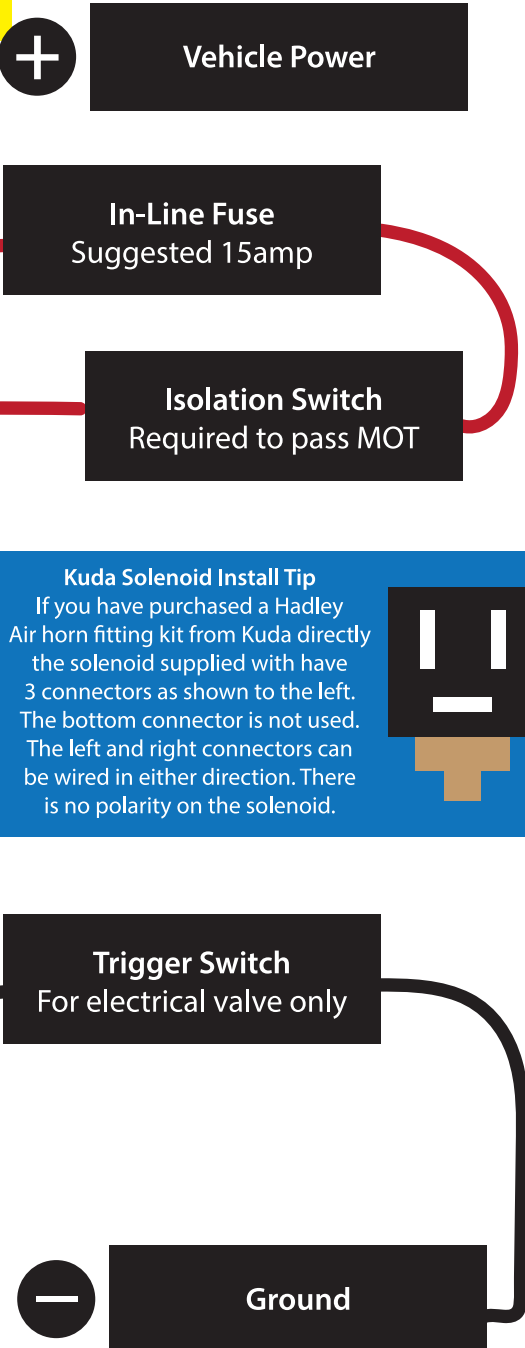 +
Vehicle Power
In-Line Fuse
Suggested 15amp
Isolation Switch
Required to pass MOT
Kuda Solenoid Install Tip
If you have purchased a Hadley
Air horn fitting kit from Kuda directly
the solenoid supplied with have
3 connectors as shown to the left.
The bottom connector is not used.
The left and right connectors can
be wired in either direction. There
is no polarity on the solenoid.
Trigger Switch
For electrical valve only
−
Ground